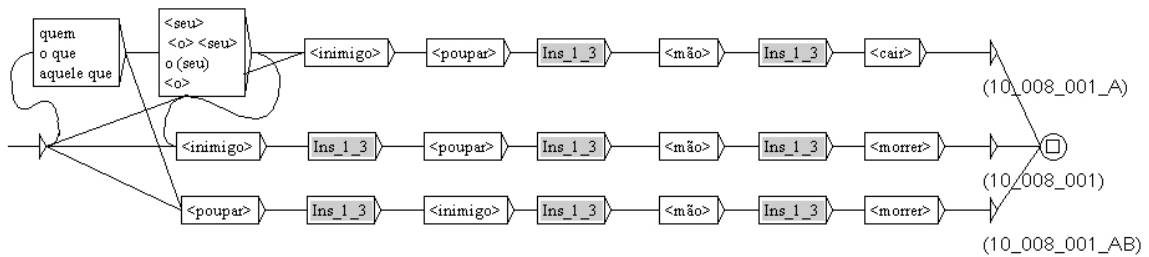 quem
o que
aquele que
<seu>
<o> <seu>
o (seu)
<o>
<inimigo> <poupar> Ins_1_3 <mão> Ins_1_3 <cair>
(10_008_001_A)
<inimigo> Ins_1_3 <poupar> Ins_1_3 <mão> Ins_1_3 <morrer>
(10_008_001)
<poupar> Ins_1_3 <inimigo> Ins_1_3 <mão> Ins_1_3 <morrer>
(10_008_001_AB)